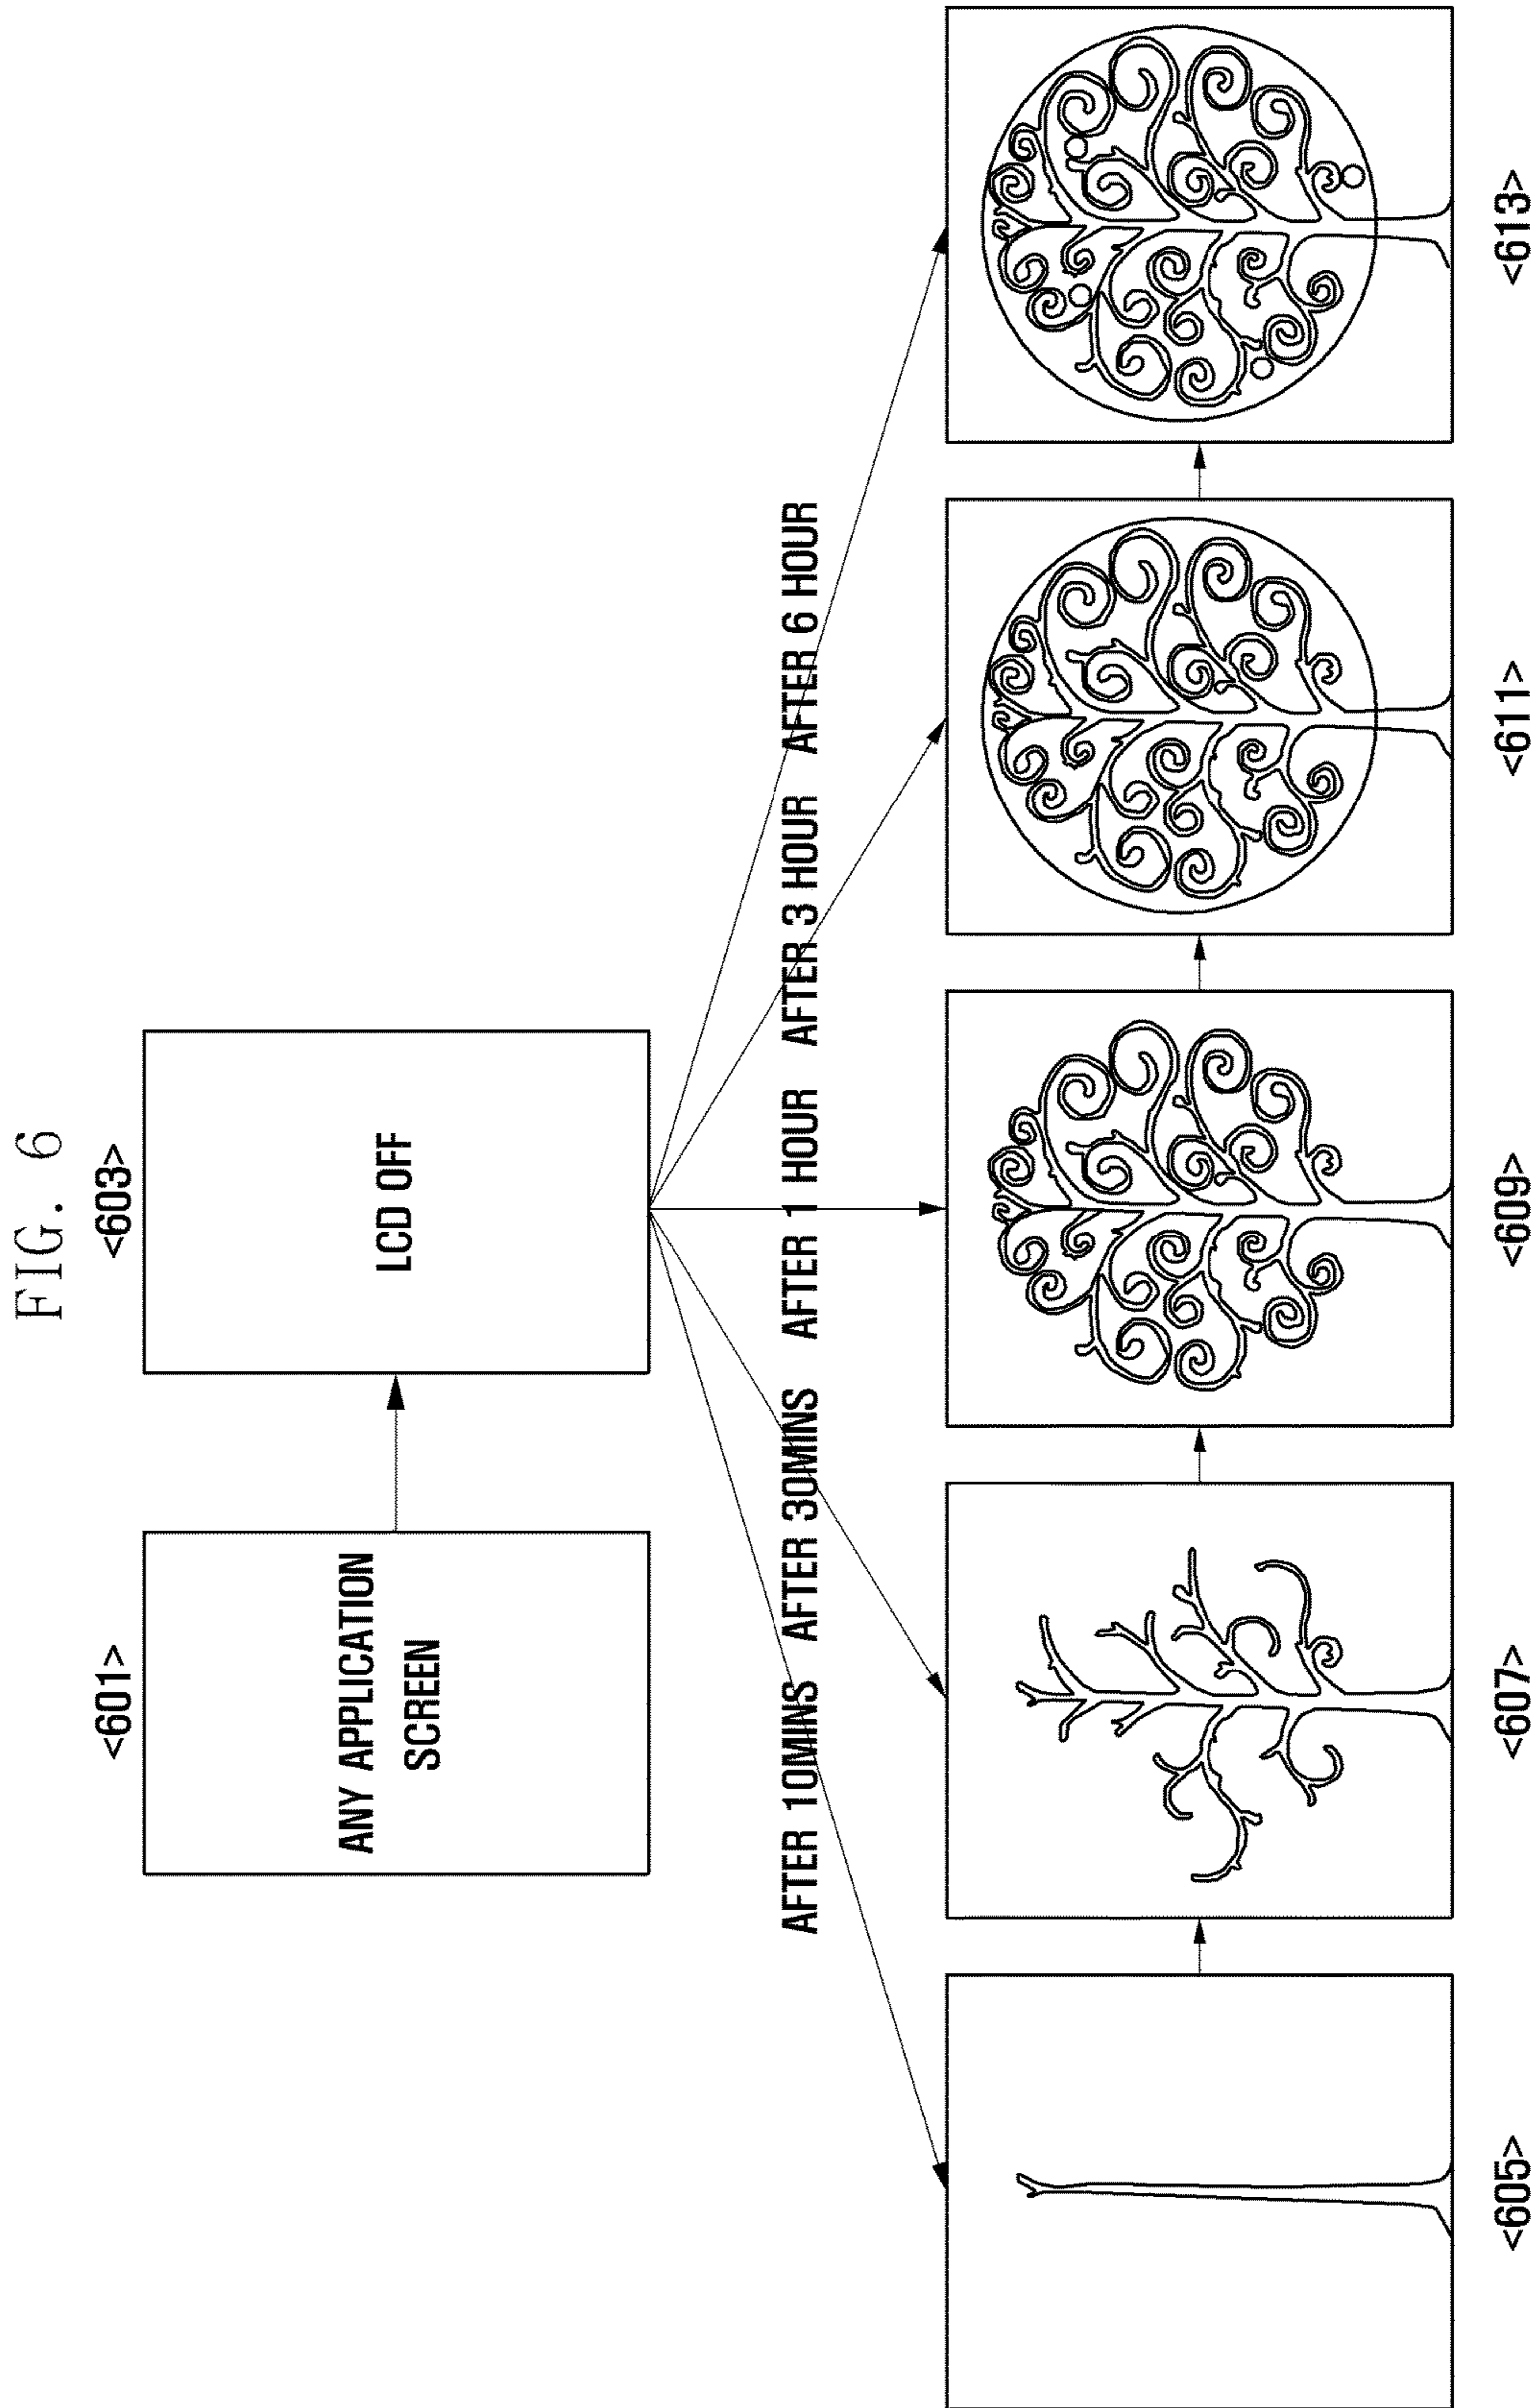 FIG. 6
<601>
<603>
ANY APPLICATION
SCREEN
LCD OFF
AFTER 10MINS
AFTER 30MINS
AFTER 1 HOUR
AFTER 3 HOUR
AFTER 6 HOUR
<605>
<607>
<609>
<611>
<613>